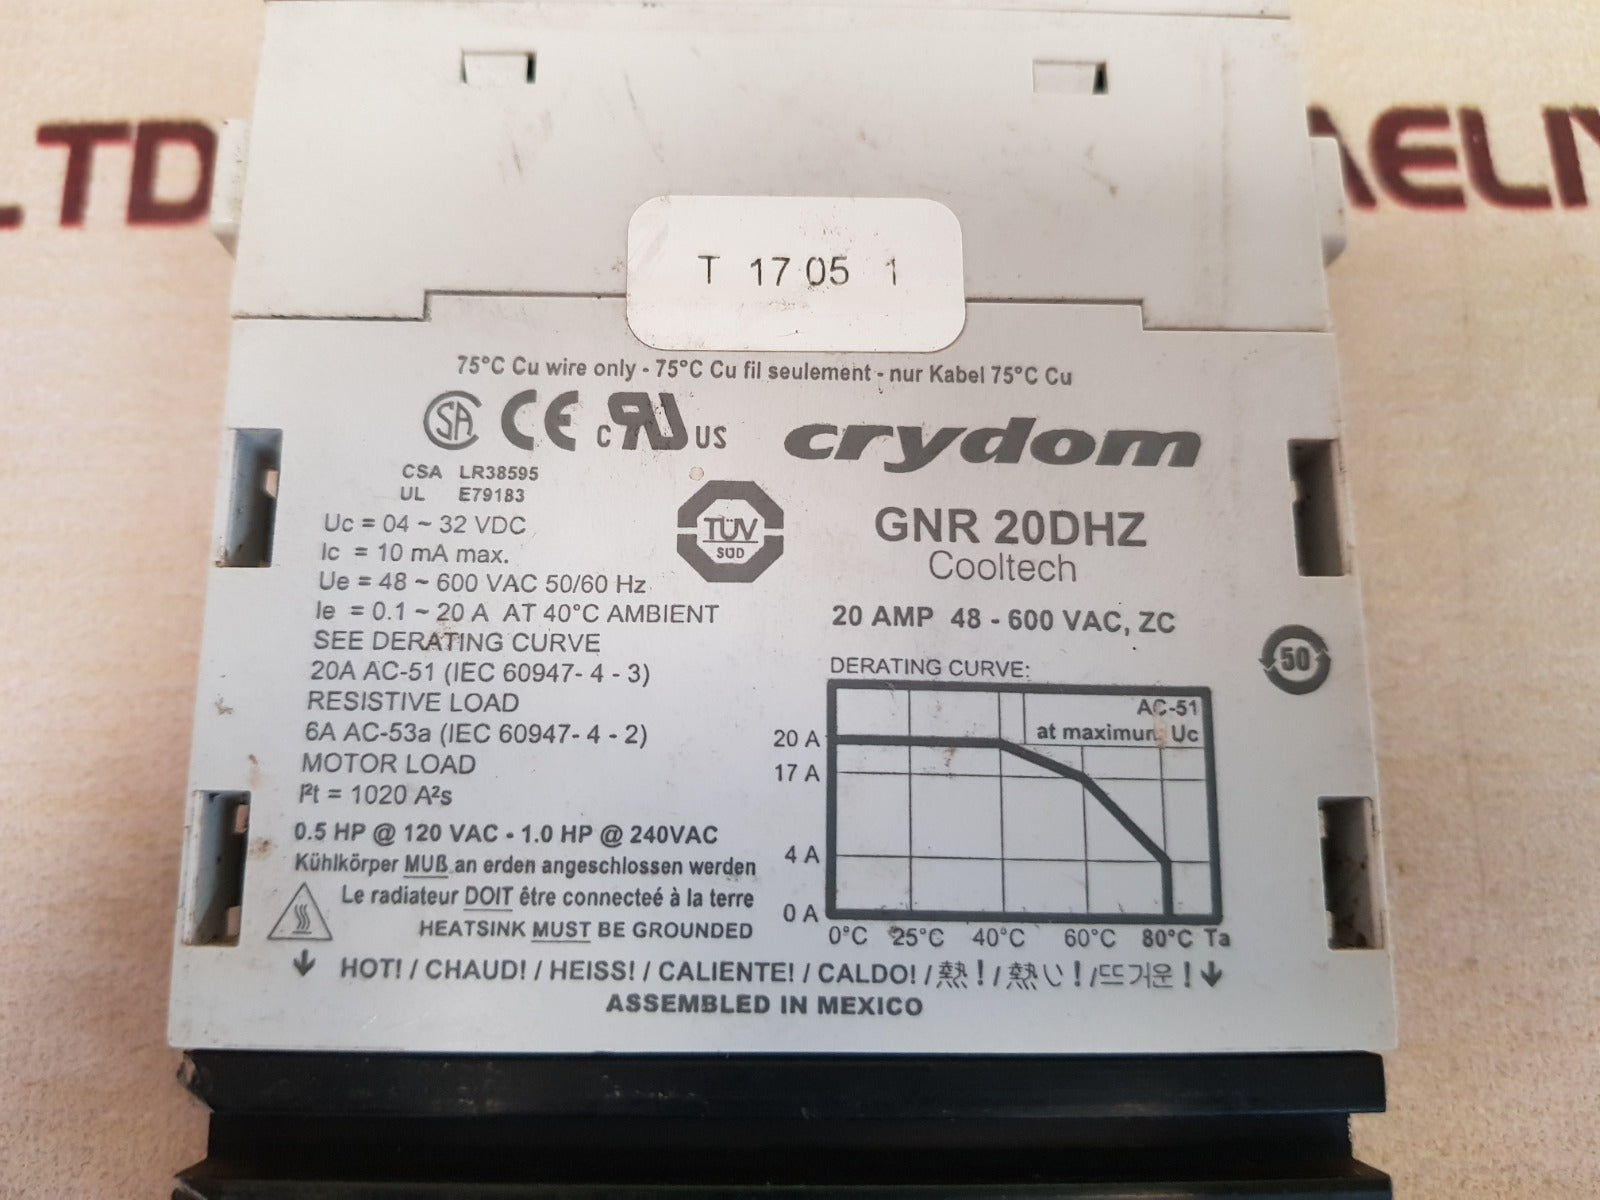 LTD
AELIY
T 17 05 1
75°C Cu wire only - 75°C Cu fil seulement - nur Kabel 75°C Cu
SA CE c RU US
crydom
CSA LR38595
UL E79183
TÜV
SÜD
GNR 20DHZ
Cooltech
Uc = 04 ~ 32 VDC
Ic = 10 mA max.
Ue = 48 ~ 600 VAC 50/60 Hz
Ie = 0.1 ~ 20 A AT 40°C AMBIENT
SEE DERATING CURVE
20A AC-51 (IEC 60947- 4 - 3)
RESISTIVE LOAD
6A AC-53a (IEC 60947- 4 - 2)
MOTOR LOAD
I²t = 1020 A²s
0.5 HP @ 120 VAC - 1.0 HP @ 240VAC
Kühlkörper MUß an erden angeschlossen werden
Le radiateur DOIT être connecteé à la terre
HEATSINK MUST BE GROUNDED
20 AMP 48 - 600 VAC, ZC
50
DERATING CURVE:
AC-51
at maximum Uc
20 A
17 A
4 A
0 A
0°C 25°C 40°C 60°C 80°C Ta
HOT! / CHAUD! / HEISS! / CALIENTE! / CALDO! / 熱! / 熱い! / 뜨거운!
ASSEMBLED IN MEXICO